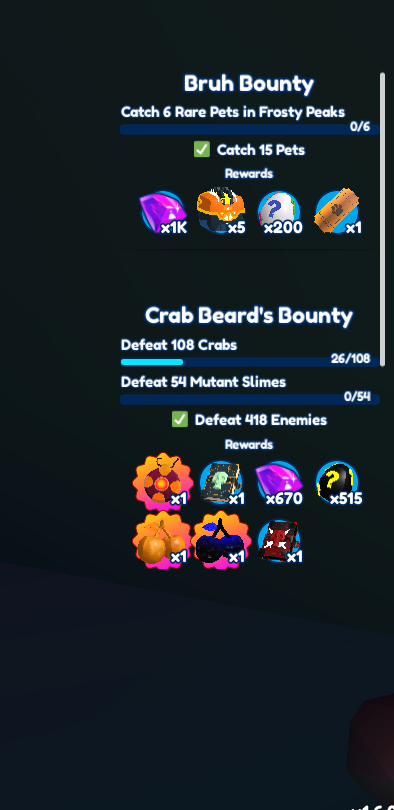 Bruh Bounty
Catch 6 Rare Pets in Frosty Peaks
0/6
Catch 15 Pets
Rewards
x1K
x5
?
x200
x1
Crab Beard's Bounty
Defeat 108 Crabs
26/108
Defeat 54 Mutant Slimes
0/54
Defeat 418 Enemies
Rewards
x1
x1
x670
?
x515
x1
x1
x1